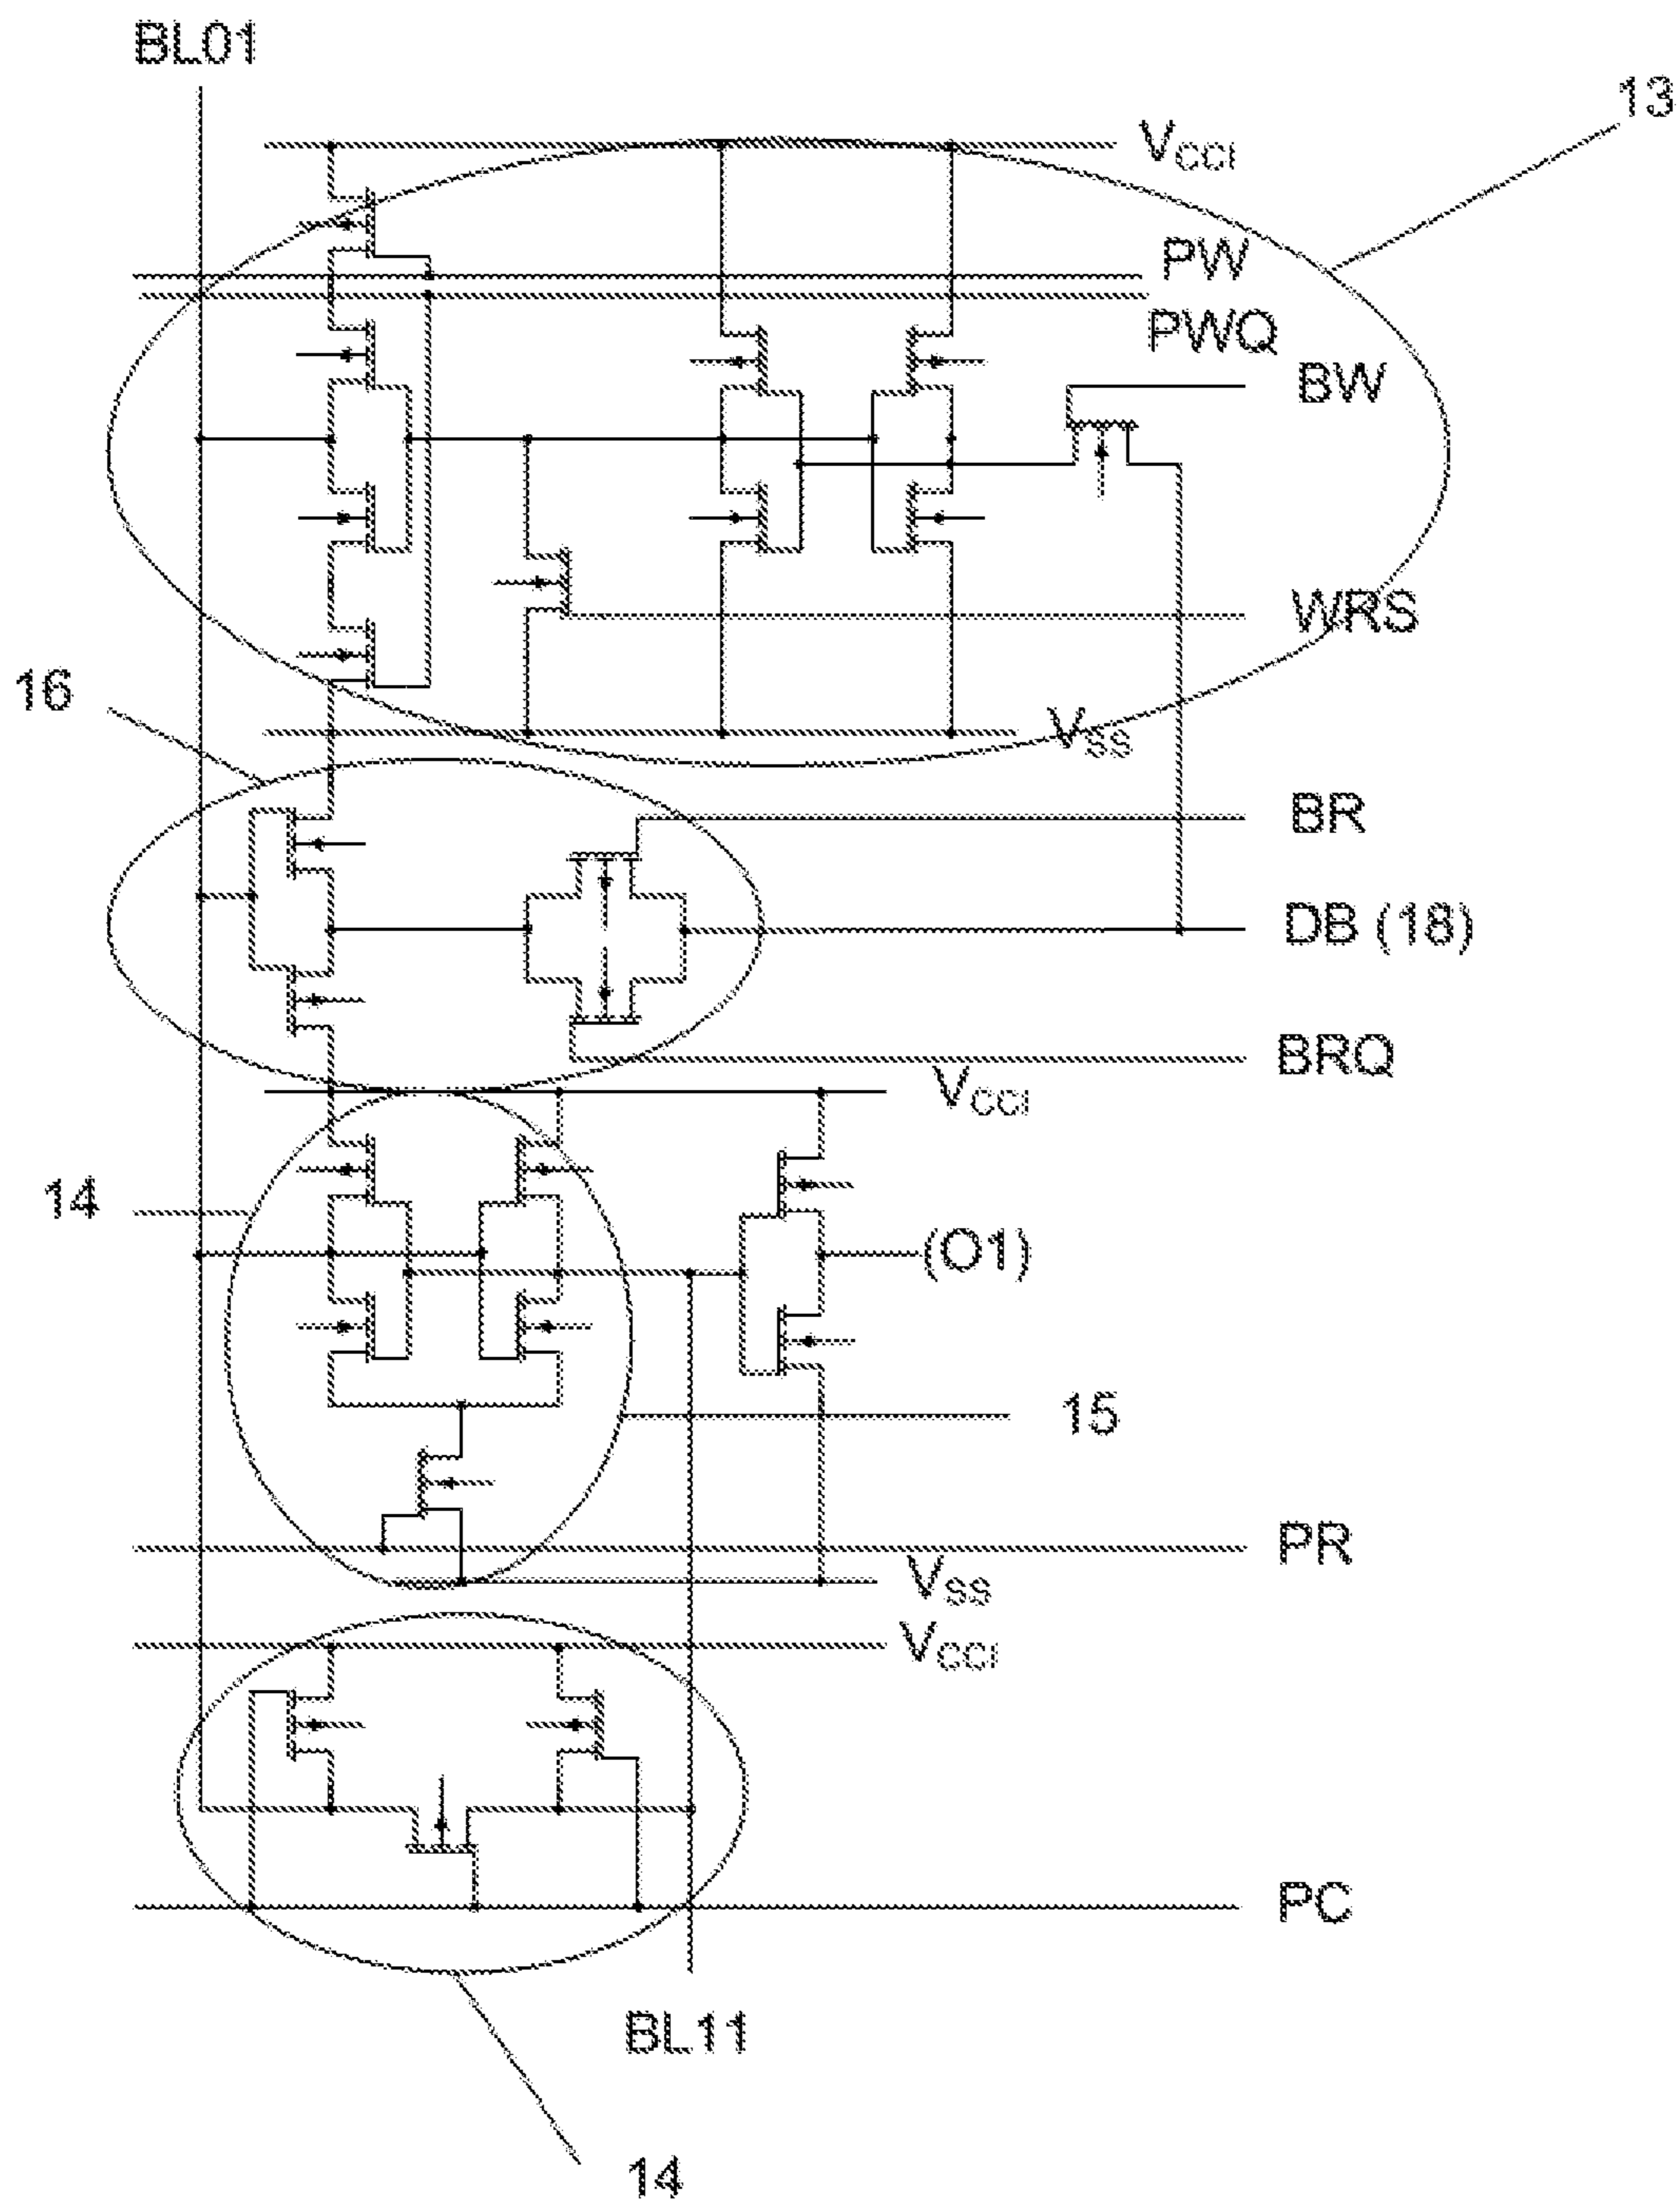 BL01
13
VCCI
PW
PWQ
BW
WRS
16
VSS
BR
DB (18)
BRQ
VCCI
14
(O1)
15
PR
VSS
VCCI
PC
BL11
14